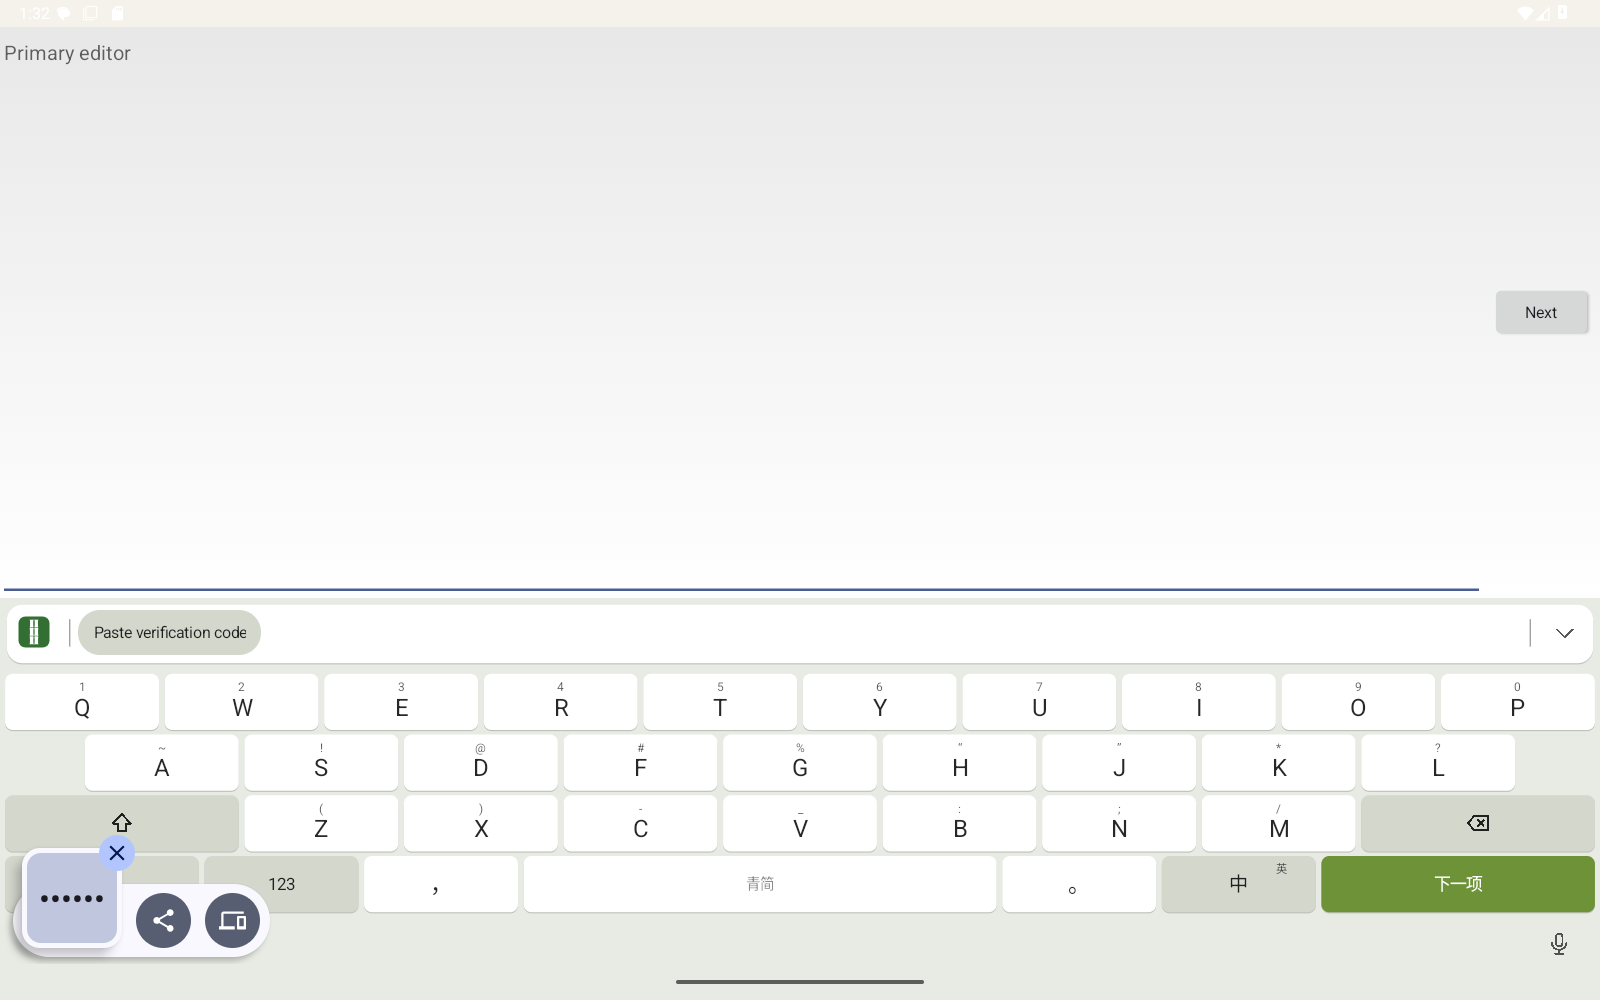 1:32
Primary editor
Next
Paste verification code
1 2 3 4 5 6 7 8 9 0
Q W E R T Y U I O P
~ ! @ # % “ ” * ?
A S D F G H J K L
( ) - _ : ; /
Z X C V B N M
123 ， 青简 。 中 英 下一项
••••••